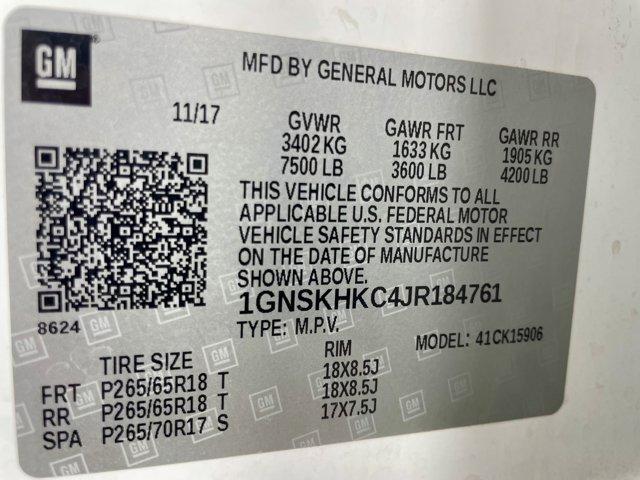 GM
MFD BY GENERAL MOTORS LLC
11/17
GVWR GAWR FRT GAWR RR
3402 KG 1633 KG 1905 KG
7500 LB 3600 LB 4200 LB
THIS VEHICLE CONFORMS TO ALL
APPLICABLE U.S. FEDERAL MOTOR
VEHICLE SAFETY STANDARDS IN EFFECT
ON THE DATE OF MANUFACTURE
SHOWN ABOVE.
8624
1GNSKHKC4JR184761
TYPE: M.P.V. MODEL: 41CK15906
TIRE SIZE RIM
FRT P265/65R18 T 18X8.5J
RR P265/65R18 T 18X8.5J
SPA P265/70R17 S 17X7.5J